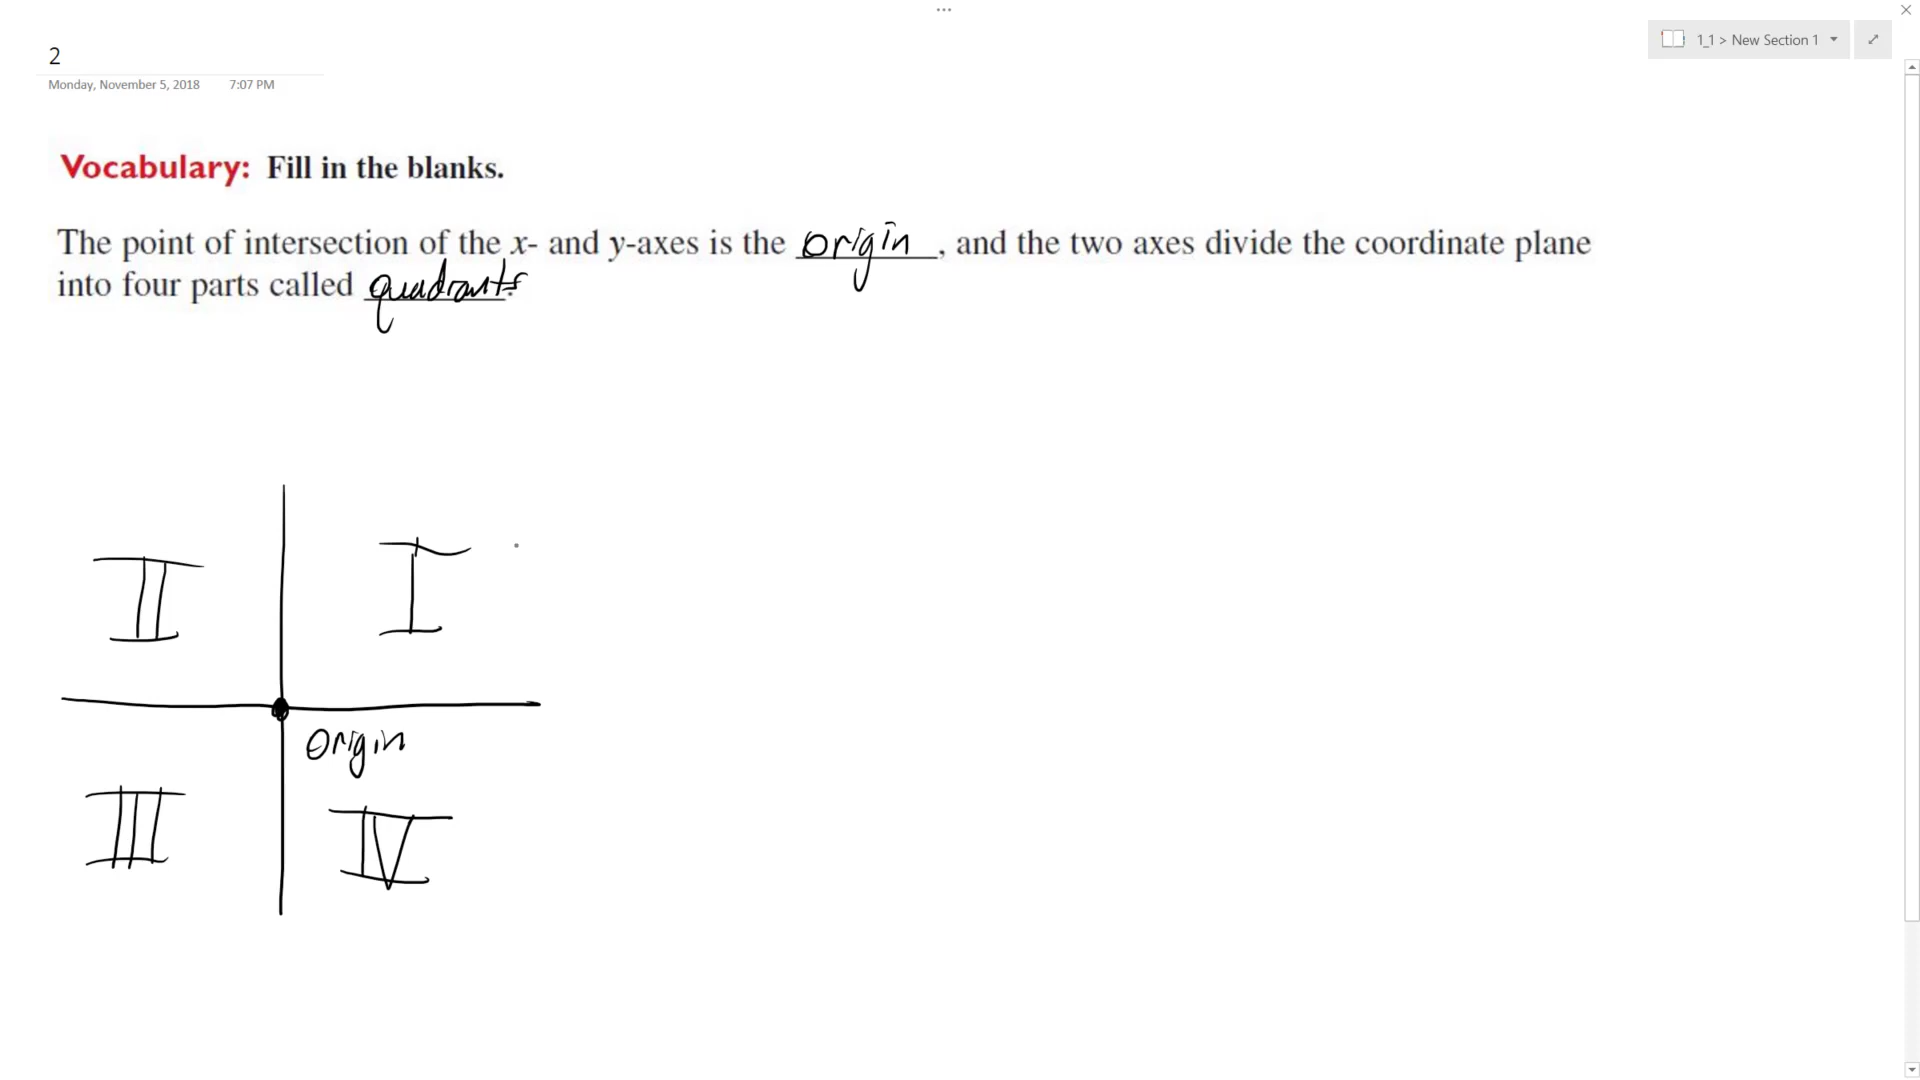 2
Monday, November 5, 2018 7:07 PM
1_1 > New Section 1
Vocabulary: Fill in the blanks.
The point of intersection of the x- and y-axes is the origin, and the two axes divide the coordinate plane
into four parts called quadrants.
II I
origin
III IV